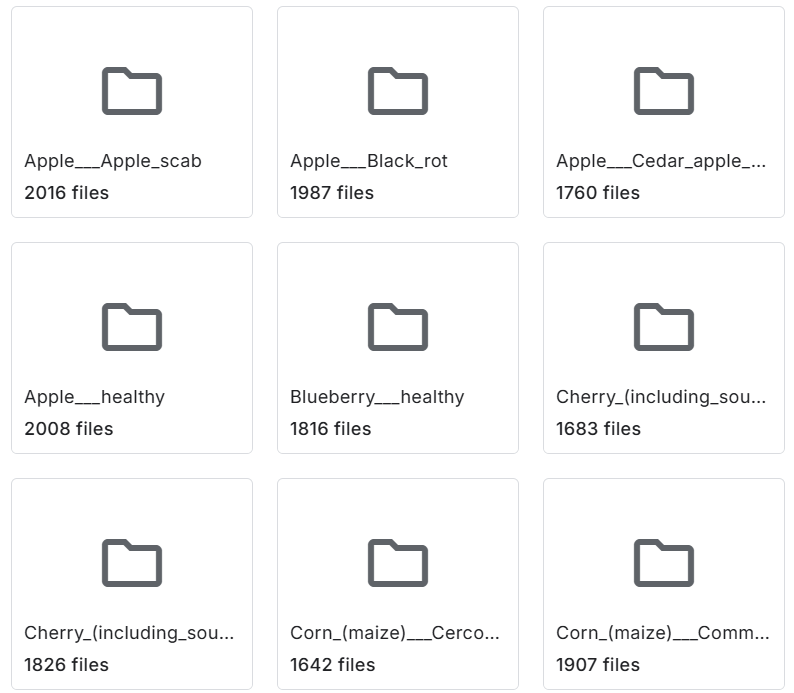 Apple___Apple_scab
2016 files
Apple___Black_rot
1987 files
Apple___Cedar_apple_...
1760 files
Apple___healthy
2008 files
Blueberry___healthy
1816 files
Cherry_(including_sou...
1683 files
Cherry_(including_sou...
1826 files
Corn_(maize)___Cerco...
1642 files
Corn_(maize)___Comm...
1907 files